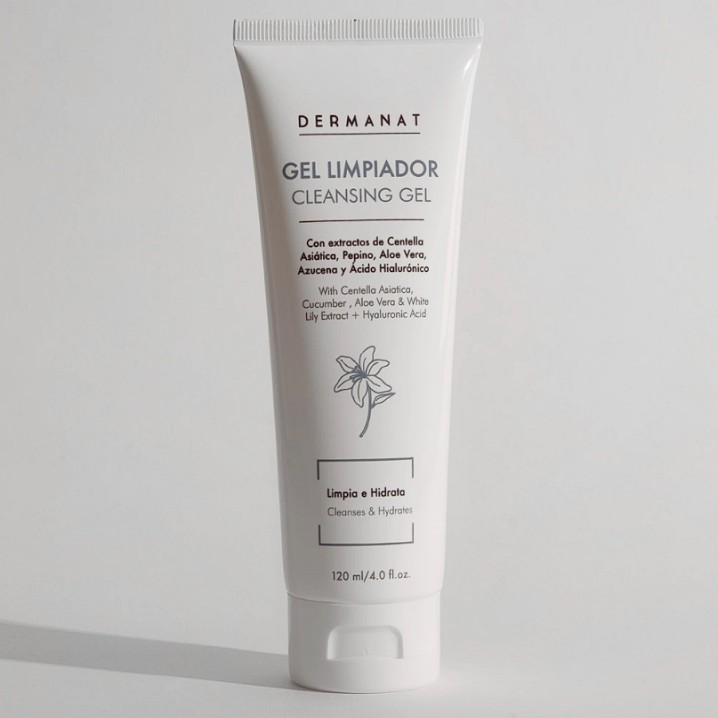 DERMANAT
GEL LIMPIADOR
CLEANSING GEL
Con extractos de Centella
Asiática, Pepino, Aloe Vera,
Azucena y Ácido Hialurónico
With Centella Asiatica,
Cucumber , Aloe Vera & White
Lily Extract + Hyaluronic Acid
Limpia e Hidrata
Cleanses & Hydrates
120 ml/4.0 fl.oz.